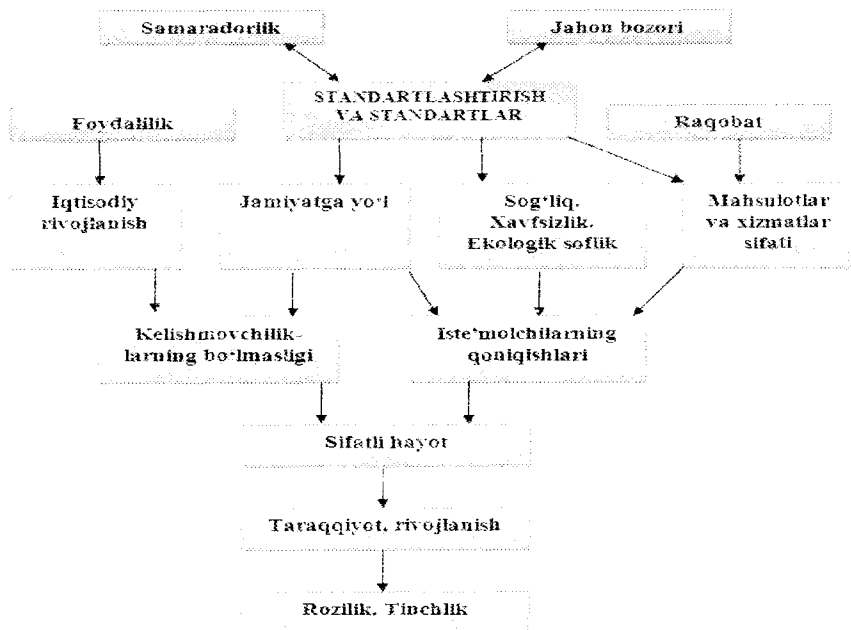 Samaradorlik
Jahon bozori
STANDARTLASHTIRISH
VA STANDARTLAR
Foydalilik
Raqobat
Iqtisodiy
rivojlanish
Jamiyatga yo‘l
Sog‘liq.
Xavfsizlik.
Ekologik soflik
Mahsulotlar
va xizmatlar
sifati
Kelishmovchilik-
larning bo‘lmasligi
Iste’molchilarning
qoniqishlari
Sifatli hayot
Taraqqiyot, rivojlanish
Rozilik, Tinchlik